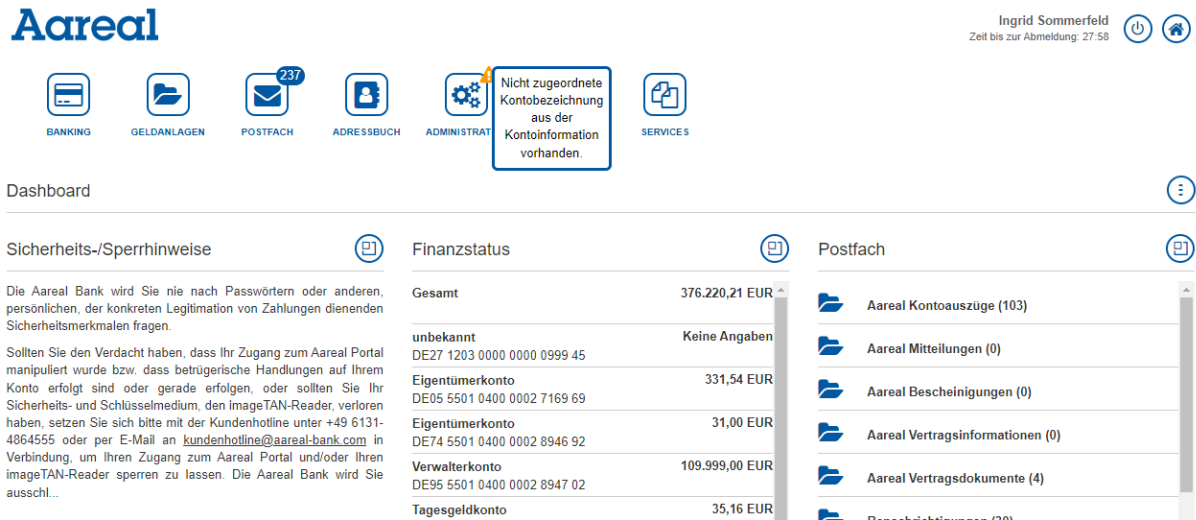 Aareal
Ingrid Sommerfeld
Zeit bis zur Abmeldung: 27:58
237
BANKING
GELDANLAGEN
POSTFACH
ADRESSBUCH
ADMINISTRAT
SERVICES
Nicht zugeordnete
Kontobezeichnung
aus der
Kontoinformation
vorhanden.
Dashboard
Sicherheits-/Sperrhinweise
Die Aareal Bank wird Sie nie nach Passwörtern oder anderen,
persönlichen, der konkreten Legitimation von Zahlungen dienenden
Sicherheitsmerkmalen fragen.
Sollten Sie den Verdacht haben, dass Ihr Zugang zum Aareal Portal
manipuliert wurde bzw. dass betrügerische Handlungen auf Ihrem
Konto erfolgt sind oder gerade erfolgen, oder sollten Sie Ihr
Sicherheits- und Schlüsselmedium, den imageTAN-Reader, verloren
haben, setzen Sie sich bitte mit der Kundenhotline unter +49 6131-
4864555 oder per E-Mail an kundenhotline@aareal-bank.com in
Verbindung, um Ihren Zugang zum Aareal Portal und/oder Ihren
imageTAN-Reader sperren zu lassen. Die Aareal Bank wird Sie
ausschl...
Finanzstatus
Gesamt 376.220,21 EUR
unbekannt Keine Angaben
DE27 1203 0000 0000 0999 45
Eigentümerkonto 331,54 EUR
DE05 5501 0400 0002 7169 69
Eigentümerkonto 31,00 EUR
DE74 5501 0400 0002 8946 92
Verwalterkonto 109.999,00 EUR
DE95 5501 0400 0002 8947 02
Tagesgeldkonto 35,16 EUR
Postfach
Aareal Kontoauszüge (103)
Aareal Mitteilungen (0)
Aareal Bescheinigungen (0)
Aareal Vertragsinformationen (0)
Aareal Vertragsdokumente (4)